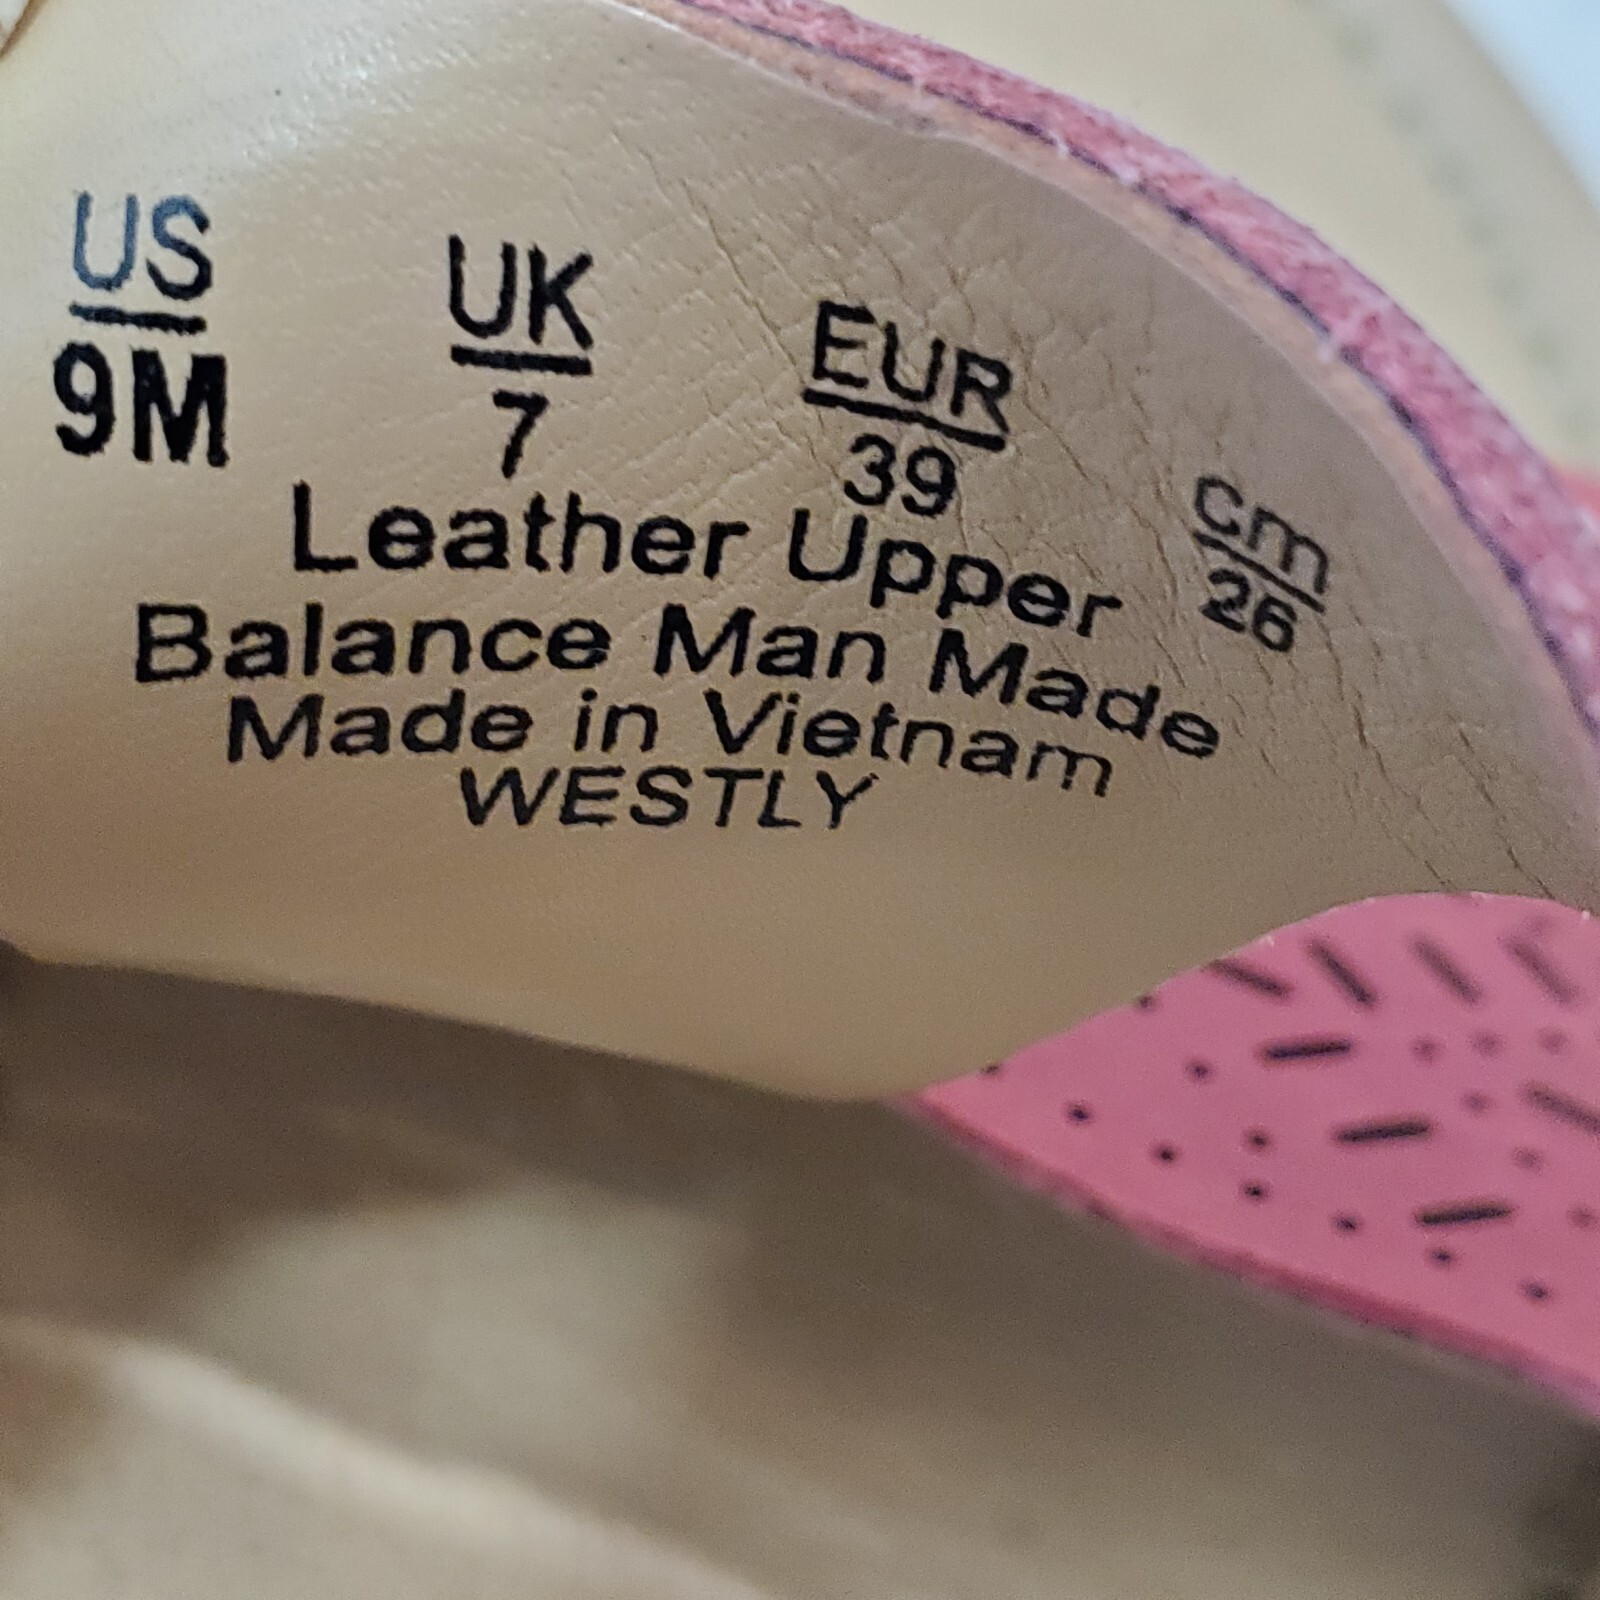 US UK EUR cm
9M 7 39 26
Leather Upper
Balance Man Made
Made in Vietnam
WESTLY